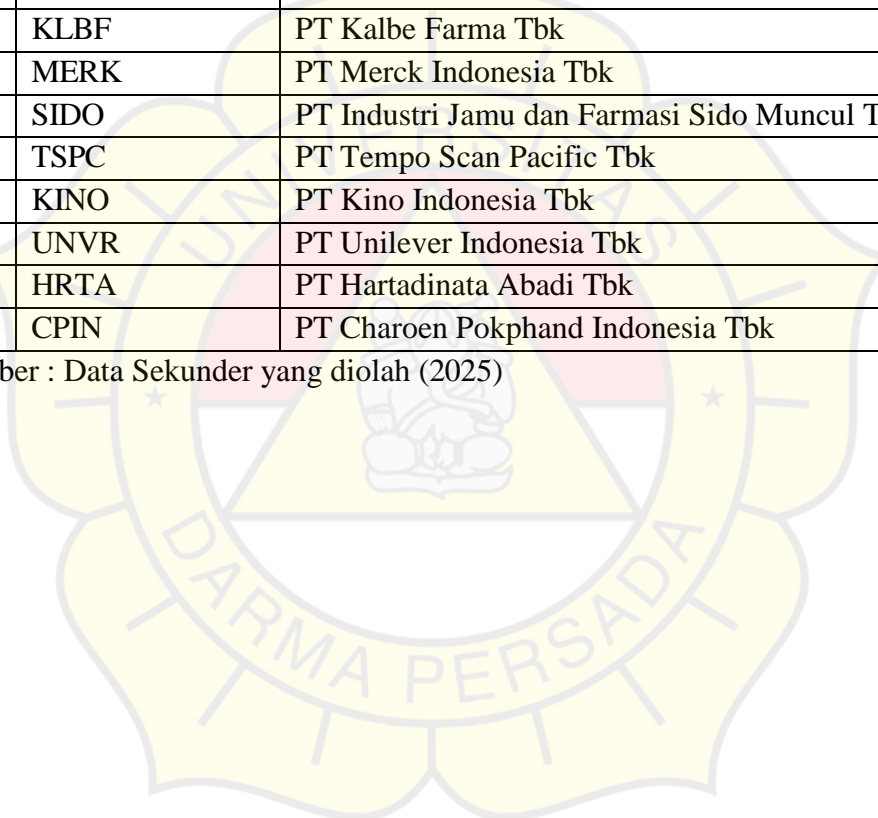 KLBF PT Kalbe Farma Tbk
MERK PT Merck Indonesia Tbk
SIDO PT Industri Jamu dan Farmasi Sido Muncul T
TSPC PT Tempo Scan Pacific Tbk
KINO PT Kino Indonesia Tbk
UNVR PT Unilever Indonesia Tbk
HRTA PT Hartadinata Abadi Tbk
CPIN PT Charoen Pokphand Indonesia Tbk
ber : Data Sekunder yang diolah (2025)
UNIVERSITAS
DARMA PERSADA